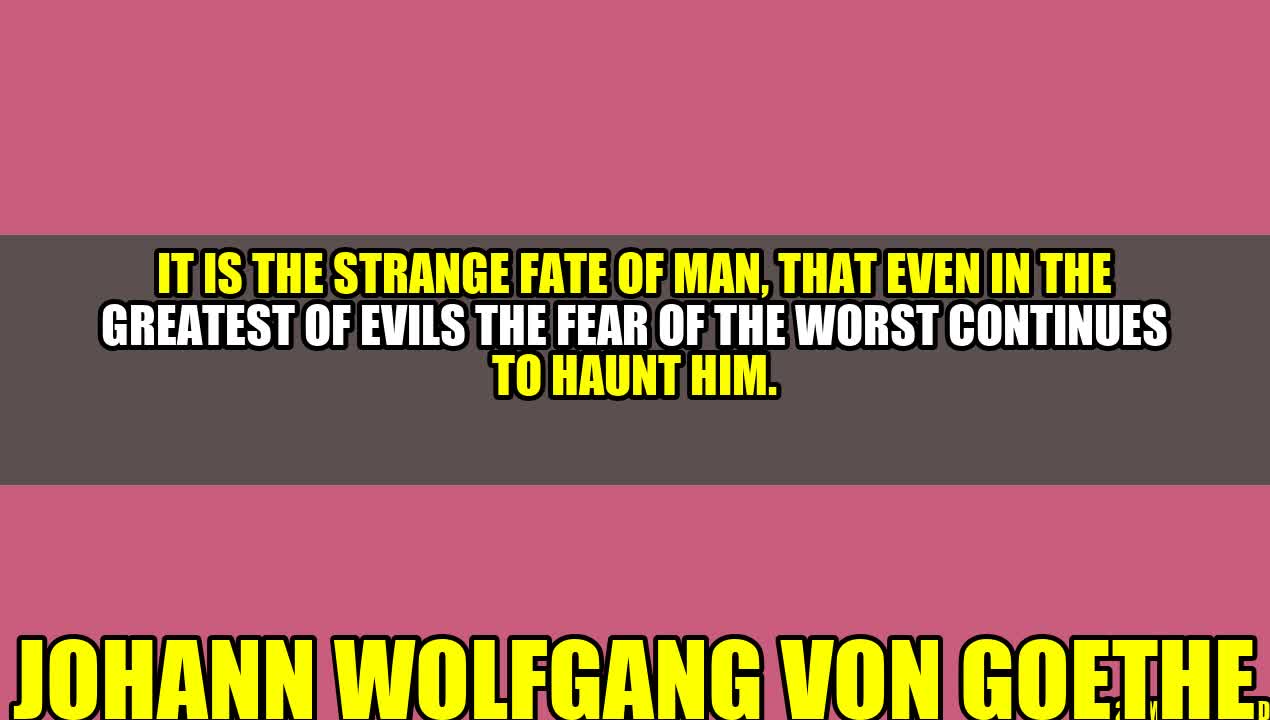 IT IS THE STRANGE FATE OF MAN, THAT EVEN IN THE
GREATEST OF EVILS THE FEAR OF THE WORST CONTINUES
TO HAUNT HIM.
JOHANN WOLFGANG VON GOETHE